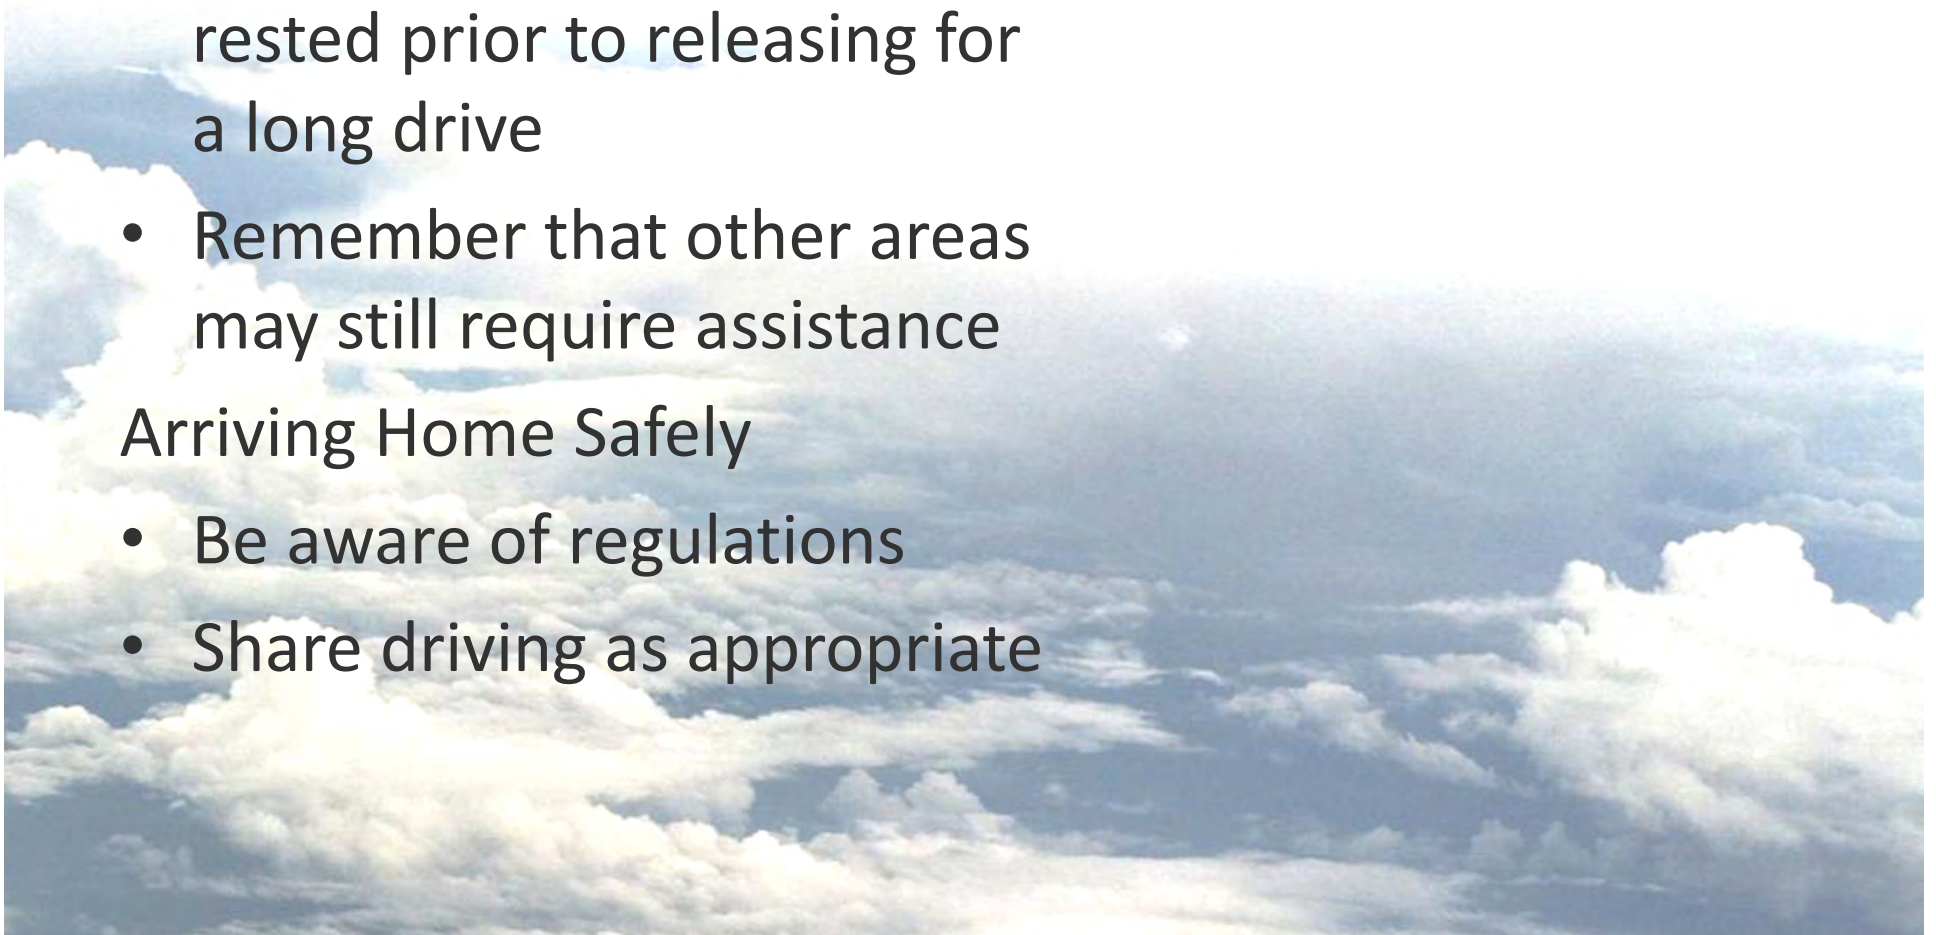 rested prior to releasing for
a long drive
• Remember that other areas
may still require assistance
Arriving Home Safely
• Be aware of regulations
• Share driving as appropriate